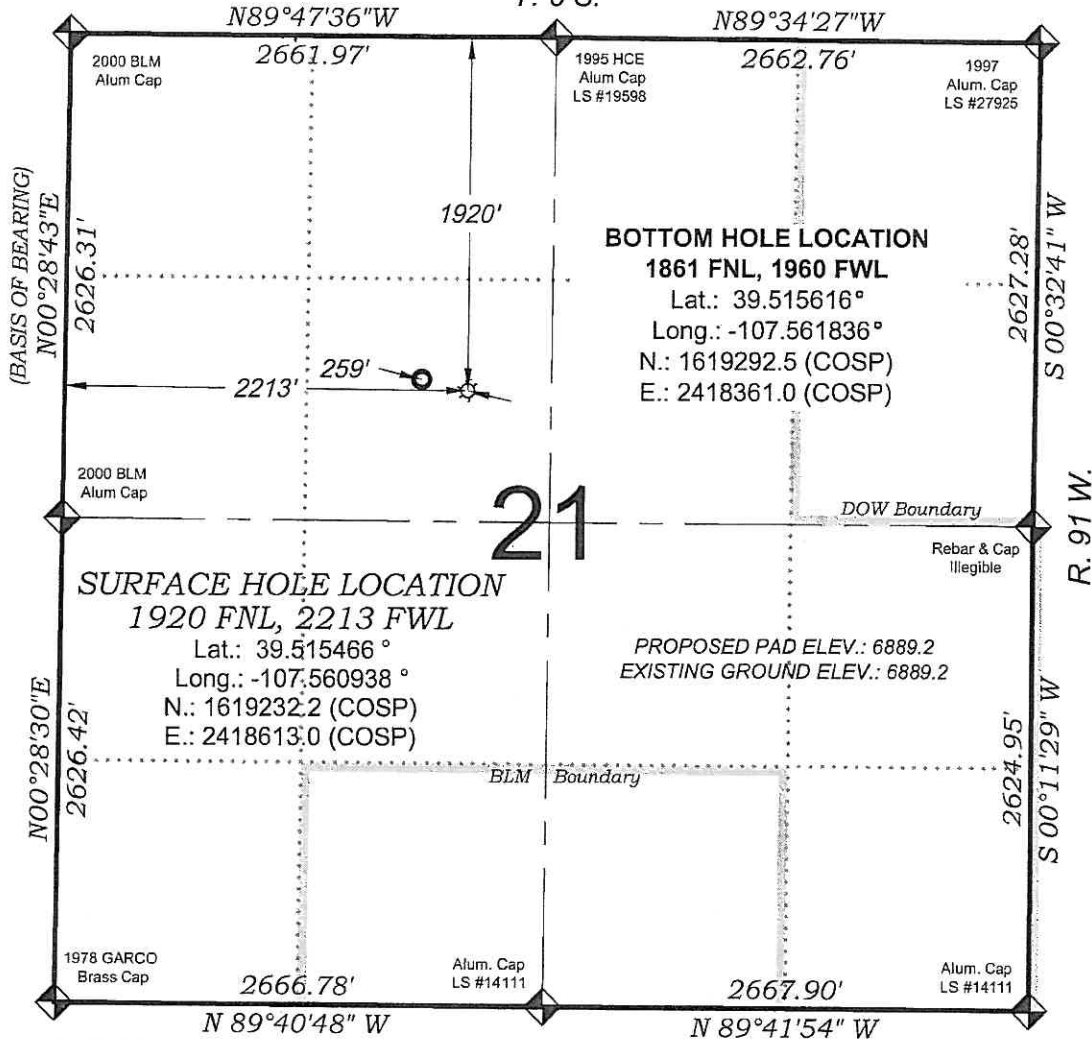 T. 6 S.
N89°47'36"W
N89°34'27"W
2661.97'
2662.76'
2000 BLM
Alum Cap
1995 HCE
Alum Cap
LS #19598
1997
Alum. Cap
LS #27925
(BASIS OF BEARING)
N00°28'43"E
2626.31'
1920'
BOTTOM HOLE LOCATION
1861 FNL, 1960 FWL
Lat.: 39.515616°
Long.: -107.561836°
N.: 1619292.5 (COSP)
E.: 2418361.0 (COSP)
2627.28'
S 00°32'41" W
259'
2213'
2000 BLM
Alum Cap
21
DOW Boundary
R. 91 W.
Rebar & Cap
Illegible
SURFACE HOLE LOCATION
1920 FNL, 2213 FWL
Lat.: 39.515466 °
Long.: -107.560938 °
N.: 1619232.2 (COSP)
E.: 2418613.0 (COSP)
PROPOSED PAD ELEV.: 6889.2
EXISTING GROUND ELEV.: 6889.2
N00°28'30"E
2626.42'
BLM Boundary
2624.95'
S 00°11'29" W
1978 GARCO
Brass Cap
Alum. Cap
LS #14111
Alum. Cap
LS #14111
2666.78'
2667.90'
N 89°40'48" W
N 89°41'54" W